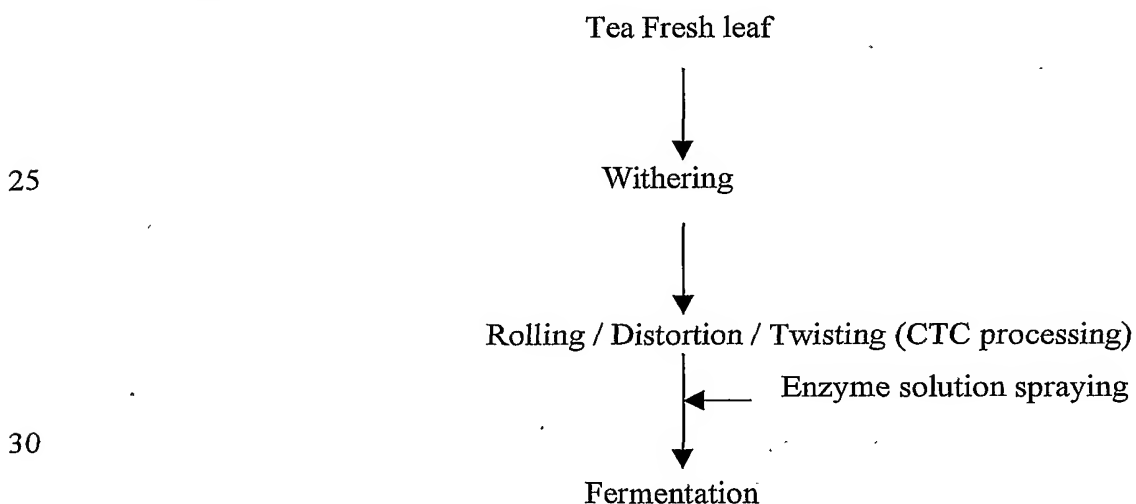 Tea Fresh leaf
25 Withering
Rolling / Distortion / Twisting (CTC processing)
Enzyme solution spraying
30
Fermentation